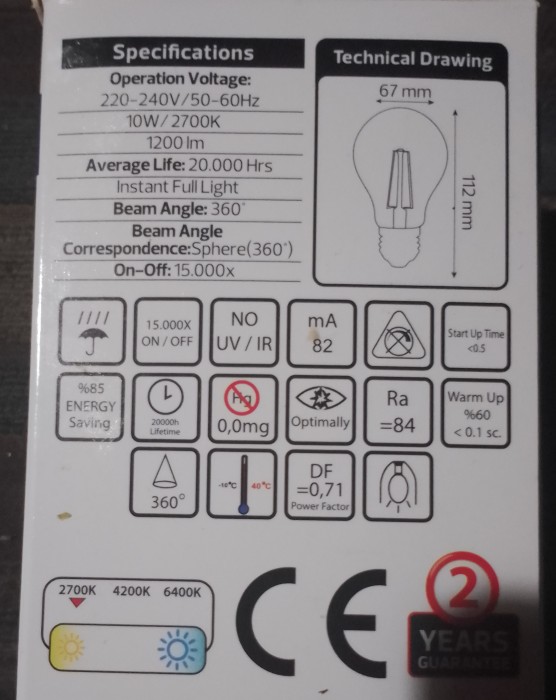 Specifications
Operation Voltage:
220-240V/50-60Hz
10W/2700K
1200 lm
Average Life: 20.000 Hrs
Instant Full Light
Beam Angle: 360°
Beam Angle
Correspondence:Sphere(360°)
On-Off: 15.000x
Technical Drawing
67 mm
112 mm
15.000X
ON / OFF
NO
UV / IR
mA
82
Start Up Time
<0.5
%85
ENERGY
Saving
20000h
Lifetime
Hg
0,0mg
Optimally
Ra
=84
Warm Up
%60
< 0.1 sc.
360°
-10°C 40°C
DF
=0,71
Power Factor
2700K 4200K 6400K
CE
2
YEARS
GUARANTEE